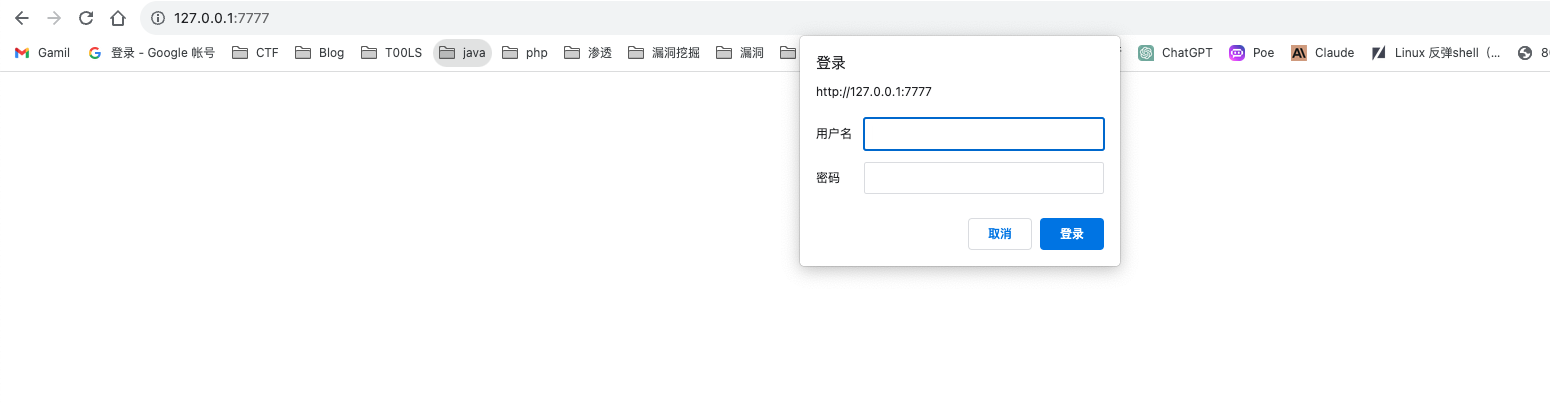 127.0.0.1:7777
Gamil 登录 - Google 帐号 CTF Blog T00LS java php 渗透 漏洞挖掘 漏洞 ChatGPT Poe Claude Linux 反弹shell（...
登录
http://127.0.0.1:7777
用户名
密码
取消 登录